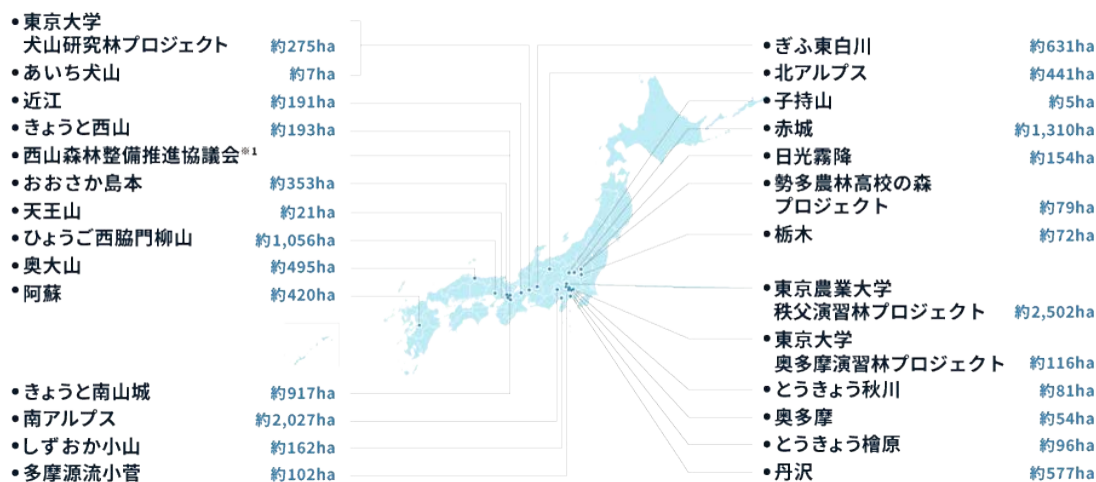 •東京大学
犬山研究林プロジェクト 約275ha
•あいち犬山 約7ha
•近江 約191ha
•きょうと西山 約193ha
•西山森林整備推進協議会※1
•おおさか島本 約353ha
•天王山 約21ha
•ひょうご西脇門柳山 約1,056ha
•奥大山 約495ha
•阿蘇 約420ha
•きょうと南山城 約917ha
•南アルプス 約2,027ha
•しずおか小山 約162ha
•多摩源流小菅 約102ha
•ぎふ東白川 約631ha
•北アルプス 約441ha
•子持山 約5ha
•赤城 約1,310ha
•日光霧降 約154ha
•勢多農林高校の森
プロジェクト 約79ha
•栃木 約72ha
•東京農業大学
秩父演習林プロジェクト 約2,502ha
•東京大学
奥多摩演習林プロジェクト 約116ha
•とうきょう秋川 約81ha
•奥多摩 約54ha
•とうきょう檜原 約96ha
•丹沢 約577ha